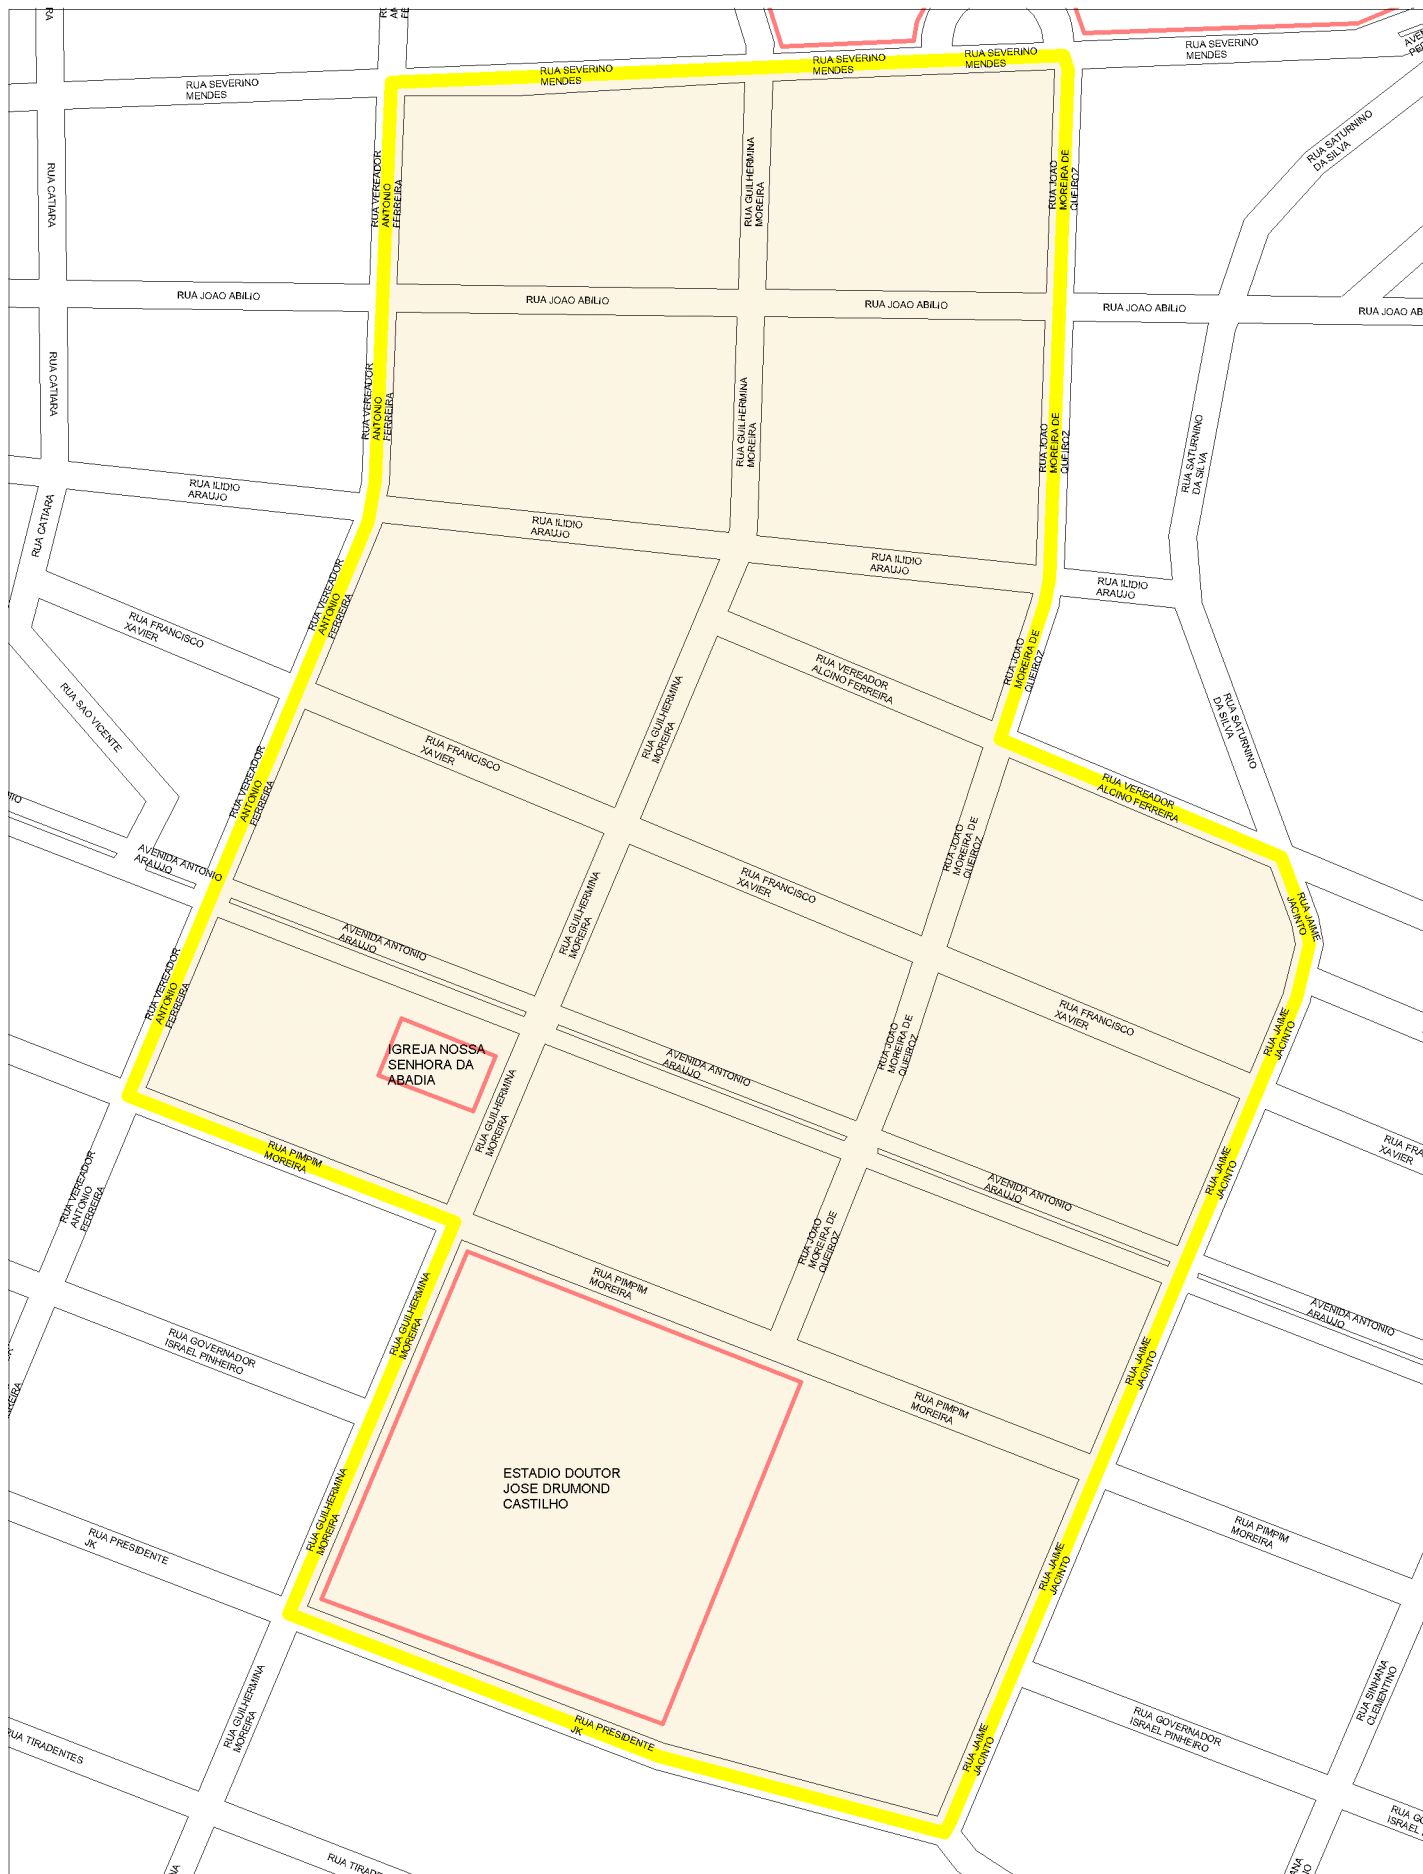 RUA SEVERINO
MENDES
RUA SEVERINO
MENDES
RUA SEVERINO
MENDES
RUA SEVERINO
MENDES
RUA SEVERINO
MENDES
RUA CATIARA
RUA VEREADOR
ANTONIO
FERREIRA
RUA GUILHERMINA
MOREIRA
RUA JOAO
MOREIRA DE
QUEIROZ
RUA SATURNINO
DA SILVA
RUA JOAO ABILIO
RUA JOAO ABILIO
RUA JOAO ABILIO
RUA JOAO ABILIO
RUA JOAO AB
RUA CATIARA
RUA VEREADOR
ANTONIO
FERREIRA
RUA GUILHERMINA
MOREIRA
RUA JOAO
MOREIRA DE
QUEIROZ
RUA SATURNINO
DA SILVA
RUA ILIDIO
ARAUJO
RUA ILIDIO
ARAUJO
RUA ILIDIO
ARAUJO
RUA ILIDIO
ARAUJO
RUA CATIARA
RUA VEREADOR
ANTONIO
FERREIRA
RUA FRANCISCO
XAVIER
RUA SAO VICENTE
RUA GUILHERMINA
MOREIRA
RUA VEREADOR
ALCINO FERREIRA
RUA JOAO
MOREIRA DE
QUEIROZ
RUA SATURNINO
DA SILVA
RUA VEREADOR
ANTONIO
FERREIRA
RUA FRANCISCO
XAVIER
RUA VEREADOR
ALCINO FERREIRA
RUA JOAO
MOREIRA DE
QUEIROZ
AVENIDA ANTONIO
ARAUJO
RUA FRANCISCO
XAVIER
RUA GUILHERMINA
MOREIRA
RUA JAIME
JACINTO
AVENIDA ANTONIO
ARAUJO
RUA VEREADOR
ANTONIO
FERREIRA
RUA FRANCISCO
XAVIER
RUA JOAO
MOREIRA DE
QUEIROZ
RUA JAIME
JACINTO
IGREJA NOSSA
SENHORA DA
ABADIA
AVENIDA ANTONIO
ARAUJO
RUA GUILHERMINA
MOREIRA
RUA FRA
XAVIER
RUA PIMPIM
MOREIRA
RUA VEREADOR
ANTONIO
FERREIRA
AVENIDA ANTONIO
ARAUJO
RUA JAIME
JACINTO
RUA JOAO
MOREIRA DE
QUEIROZ
RUA PIMPIM
MOREIRA
RUA GUILHERMINA
MOREIRA
AVENIDA ANTONIO
ARAUJO
RUA GOVERNADOR
ISRAEL PINHEIRO
RUA JAIME
JACINTO
RUA PIMPIM
MOREIRA
ESTADIO DOUTOR
JOSE DRUMOND
CASTILHO
RUA GUILHERMINA
MOREIRA
RUA PRESIDENTE
JK
RUA PIMPIM
MOREIRA
RUA JAIME
JACINTO
RUA GUILHERMINA
MOREIRA
RUA SINHANA
CLEMENTINO
RUA PRESIDENTE
JK
RUA GOVERNADOR
ISRAEL PINHEIRO
RUA TIRADENTES
RUA JAIME
JACINTO
RUA GO
ISRAEL
RUA TIRADE